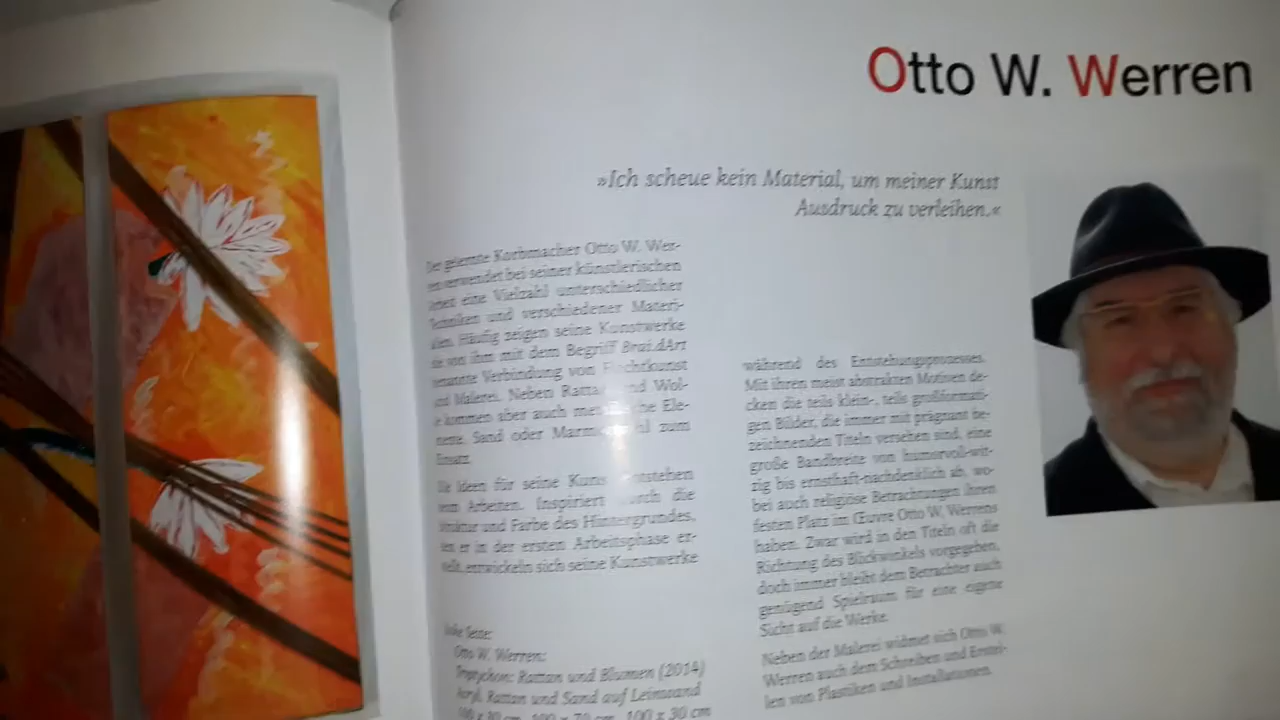 Otto W. Werren
»Ich scheue kein Material, um meiner Kunst
Ausdruck zu verleihen.«
Der gelernte Korbmacher Otto W. Wer-
ren verwendet bei seiner künstlerischen
Arbeit eine Vielzahl unterschiedlicher
Techniken und verschiedener Materi-
alien. Häufig zeigen seine Kunstwerke
die von ihm mit dem Begriff Brai.dArt
benannte Verbindung von Flechtkunst
und Malerei. Neben Rattan und Wol-
le kommen aber auch metallische Ele-
mente, Sand oder Marmormehl zum
Einsatz.
Die Ideen für seine Kunst entstehen
beim Arbeiten. Inspiriert durch die
Struktur und Farbe des Hintergrundes,
den er in der ersten Arbeitsphase er-
stellt, entwickeln sich seine Kunstwerke
während des Entstehungsprozesses.
Mit ihren meist abstrakten Motiven de-
cken die teils klein-, teils großformati-
gen Bilder, die immer mit prägnant be-
zeichnenden Titeln versehen sind, eine
große Bandbreite von humorvoll-wit-
zig bis ernsthaft-nachdenklich ab, wo-
bei auch religiöse Betrachtungen ihren
festen Platz im Œuvre Otto W. Werrens
haben. Zwar wird in den Titeln oft die
Richtung des Blickwinkels vorgegeben,
doch immer bleibt dem Betrachter auch
genügend Spielraum für eine eigene
Sicht auf die Werke.
Neben der Malerei widmet sich Otto W.
Werren auch dem Schreiben und Erstel-
len von Plastiken und Installationen.
linke Seite:
Otto W. Werren:
Triptychon: Rattan und Blumen (2014)
Acryl, Rattan und Sand auf Leinwand
100 x 30 cm